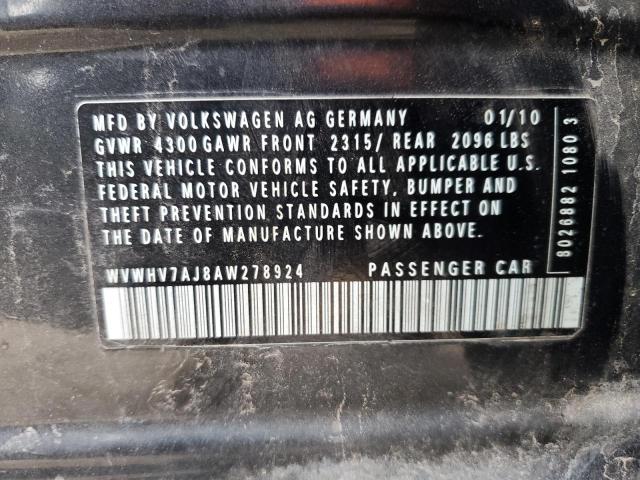 MFD BY VOLKSWAGEN AG GERMANY 01/10
GVWR 4300 GAWR FRONT 2315/ REAR 2096 LBS
THIS VEHICLE CONFORMS TO ALL APPLICABLE U.S.
FEDERAL MOTOR VEHICLE SAFETY, BUMPER AND
THEFT PREVENTION STANDARDS IN EFFECT ON
THE DATE OF MANUFACTURE SHOWN ABOVE.
WVWHV7AJ8AW278924 PASSENGER CAR
8026882 1080 3